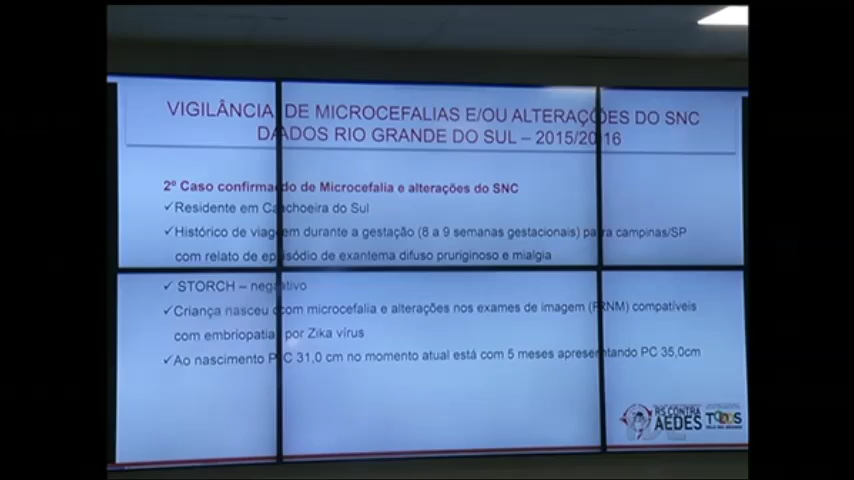 VIGILÂNCIA DE MICROCEFALIAS E/OU ALTERAÇÕES DO SNC
DADOS RIO GRANDE DO SUL – 2015/2016
2º Caso confirmado de Microcefalia e alterações do SNC
✓Residente em Cachoeira do Sul
✓Histórico de viagem durante a gestação (8 a 9 semanas gestacionais) para campinas/SP
com relato de episódio de exantema difuso pruriginoso e mialgia
✓ STORCH – negativo
✓Criança nasceu com microcefalia e alterações nos exames de imagem (RNM) compatíveis
com embriopatia por Zika vírus
✓Ao nascimento PC 31,0 cm no momento atual está com 5 meses apresentando PC 35,0cm
RS CONTRA
AEDES
TODOS
PELO RIO GRANDE